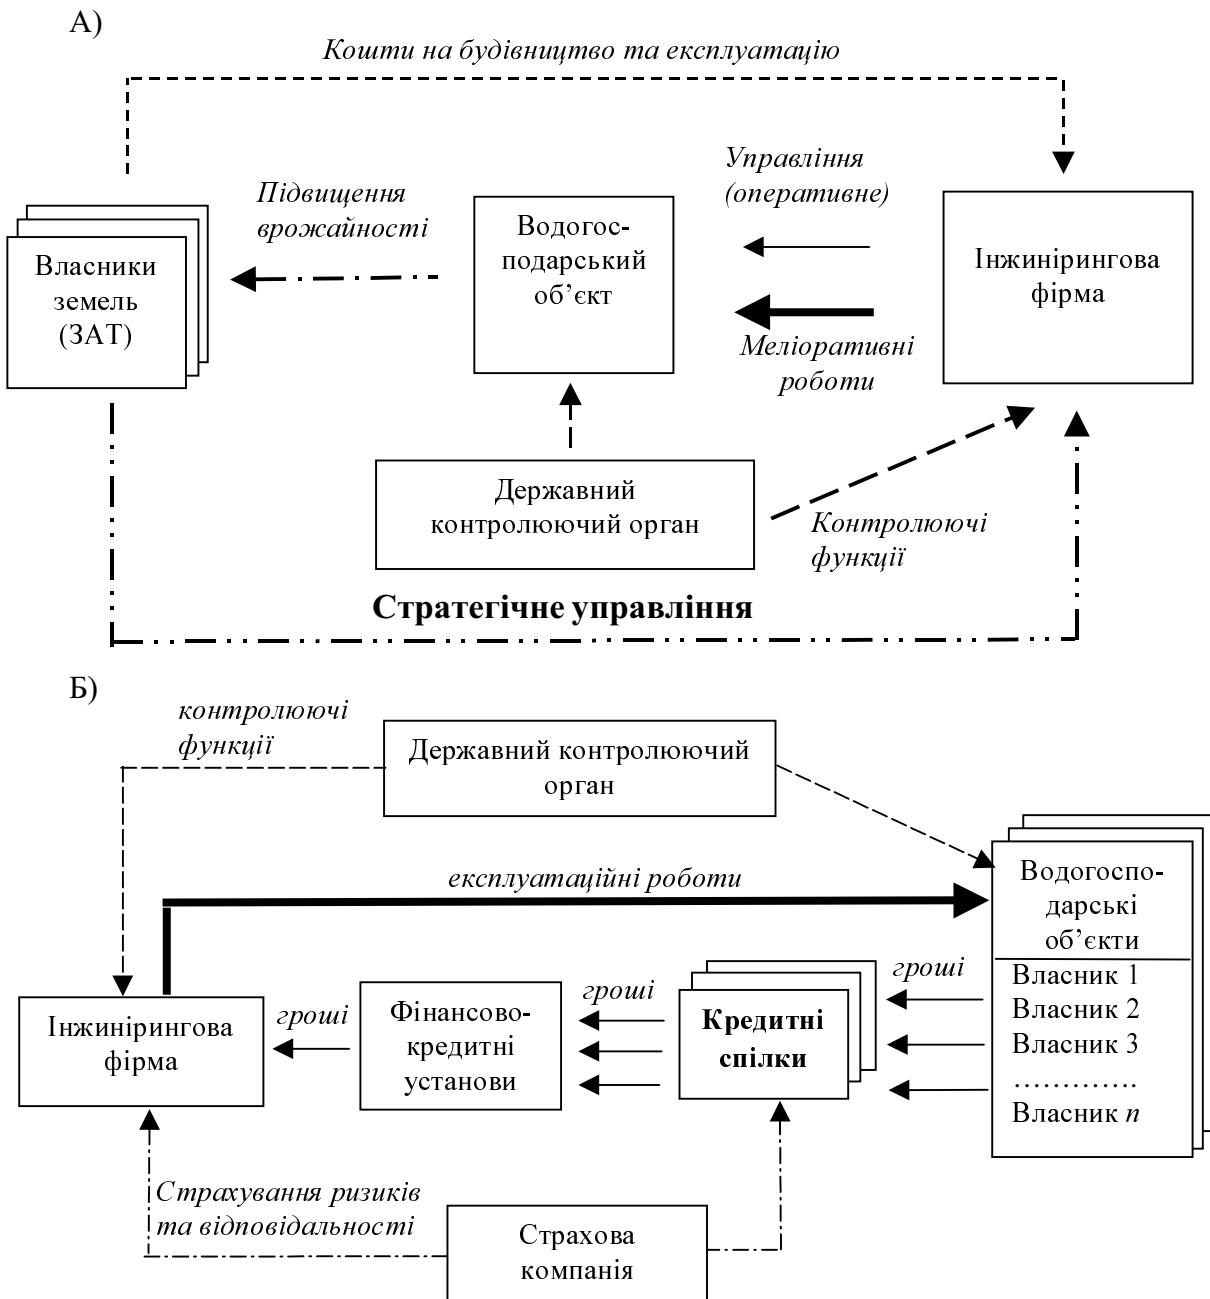 А)
Кошти на будівництво та експлуатацію
Управління
(оперативне)
Підвищення
врожайності
Власники
земель
(ЗАТ)
Водогос-
подарський
об’єкт
Інжинірингова
фірма
Меліоративні
роботи
Державний
контролюючий орган
Контролюючі
функції
Стратегічне управління
Б)
контролюючі
функції
Державний контролюючий
орган
експлуатаційні роботи
Водогоспо-
дарські
об’єкти
Власник 1
Власник 2
Власник 3
………….
Власник n
гроші
Кредитні
спілки
гроші
Фінансово-
кредитні
установи
гроші
Інжинірингова
фірма
Страхування ризиків
та відповідальності
Страхова
компанія